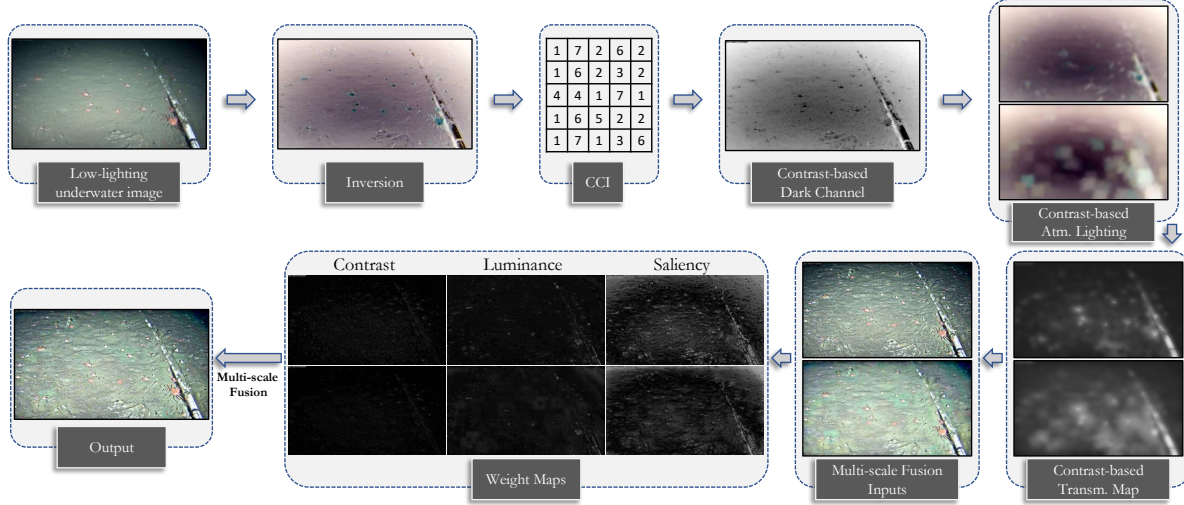 Low-lighting
underwater image
Inversion
1 7 2 6 2
1 6 2 3 2
4 4 1 7 1
1 6 5 2 2
1 7 1 3 6
CCI
Contrast-based
Dark Channel
Contrast-based
Atm. Lighting
Contrast-based
Transm. Map
Multi-scale Fusion
Inputs
Contrast Luminance Saliency
Weight Maps
Multi-scale
Fusion
Output